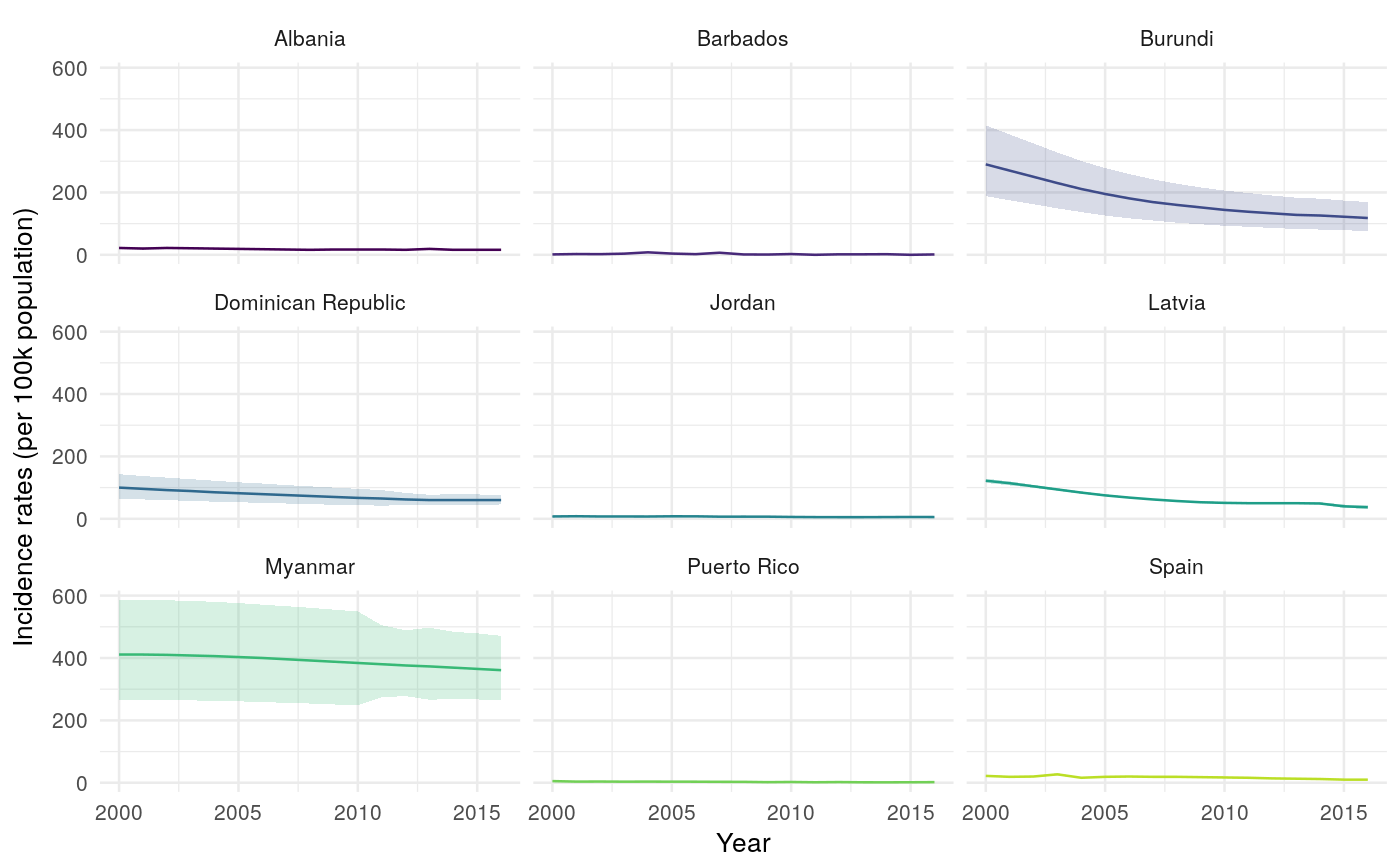 Albania
Barbados
Burundi
600
400
200
0
Dominican Republic
Jordan
Latvia
600
400
200
0
Myanmar
Puerto Rico
Spain
600
400
200
0
2000 2005 2010 2015
2000 2005 2010 2015
2000 2005 2010 2015
Year
Incidence rates (per 100k population)